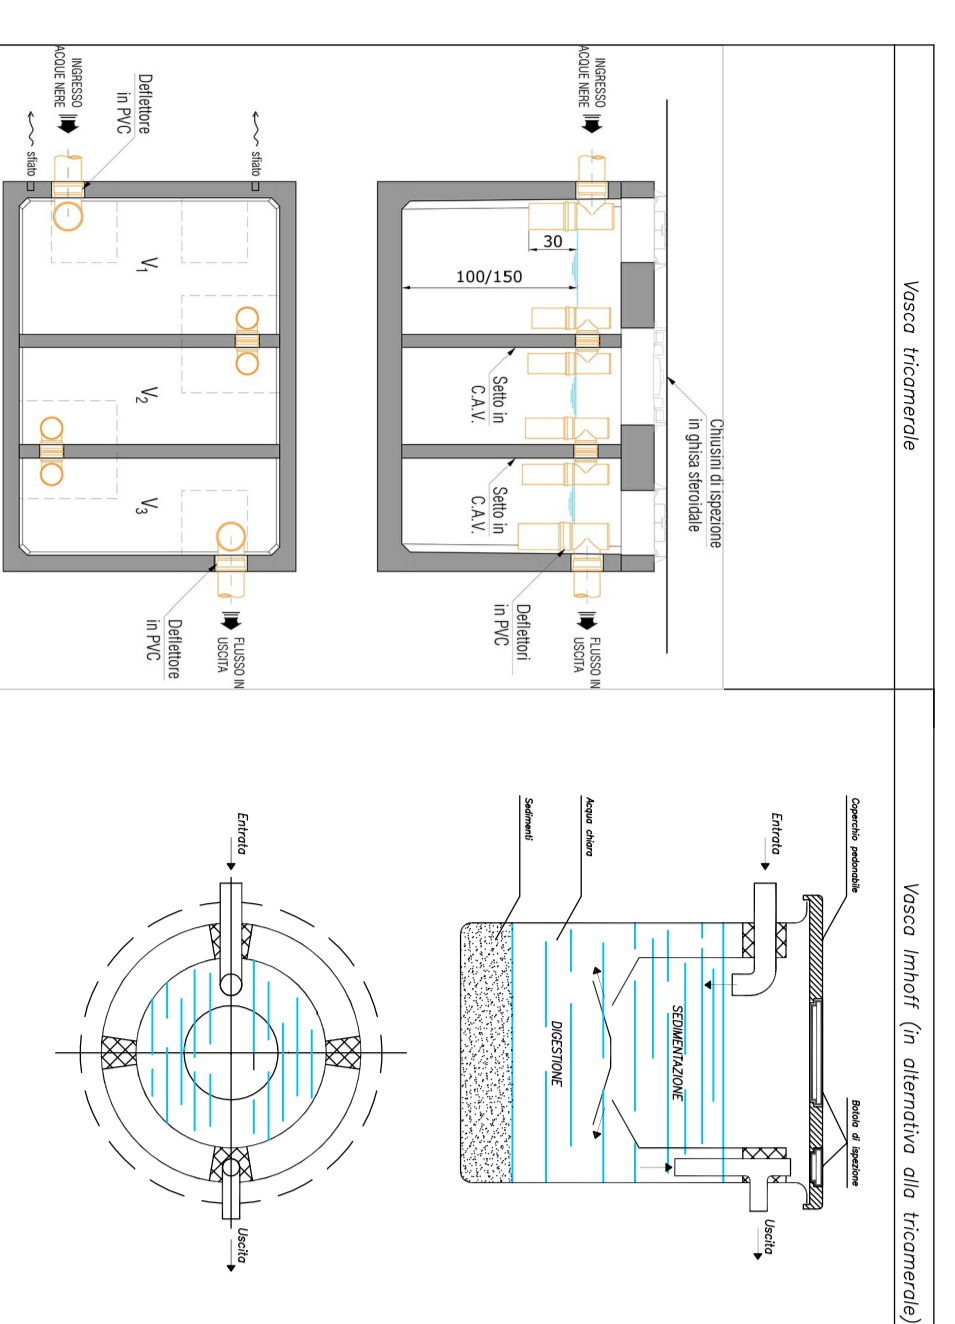 Vasca tricamerale
Chiusini di ispezione
in ghisa sferoidale
INGRESSO
ACQUE NERE
30
100/150
Setto in
C.A.V.
Setto in
C.A.V.
Deflettori
in PVC
FLUSSO IN
USCITA
Deflettore
in PVC
INGRESSO
ACQUE NERE
sfiato
sfiato
V1
V2
V3
Deflettore
in PVC
FLUSSO IN
USCITA
Vasca Imhoff (in alternativa alla tricamerale)
Coperchio pedonabile
Botola di ispezione
Entrata
Uscita
SEDIMENTAZIONE
DIGESTIONE
Acqua chiara
Sedimenti
Entrata
Uscita